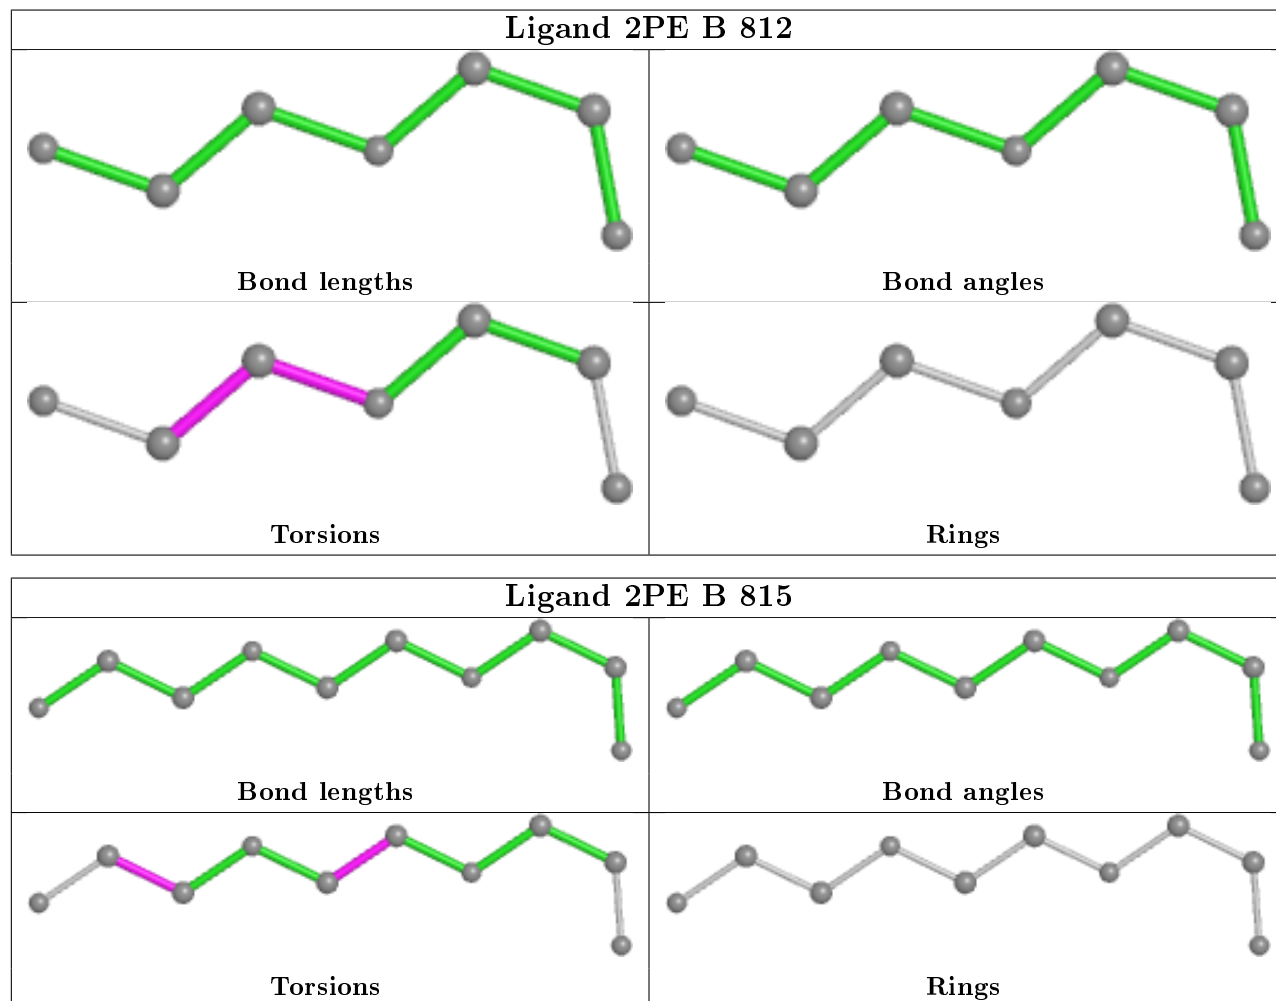 Ligand 2PE B 812
Bond lengths
Bond angles
Torsions
Rings
Ligand 2PE B 815
Bond lengths
Bond angles
Torsions
Rings